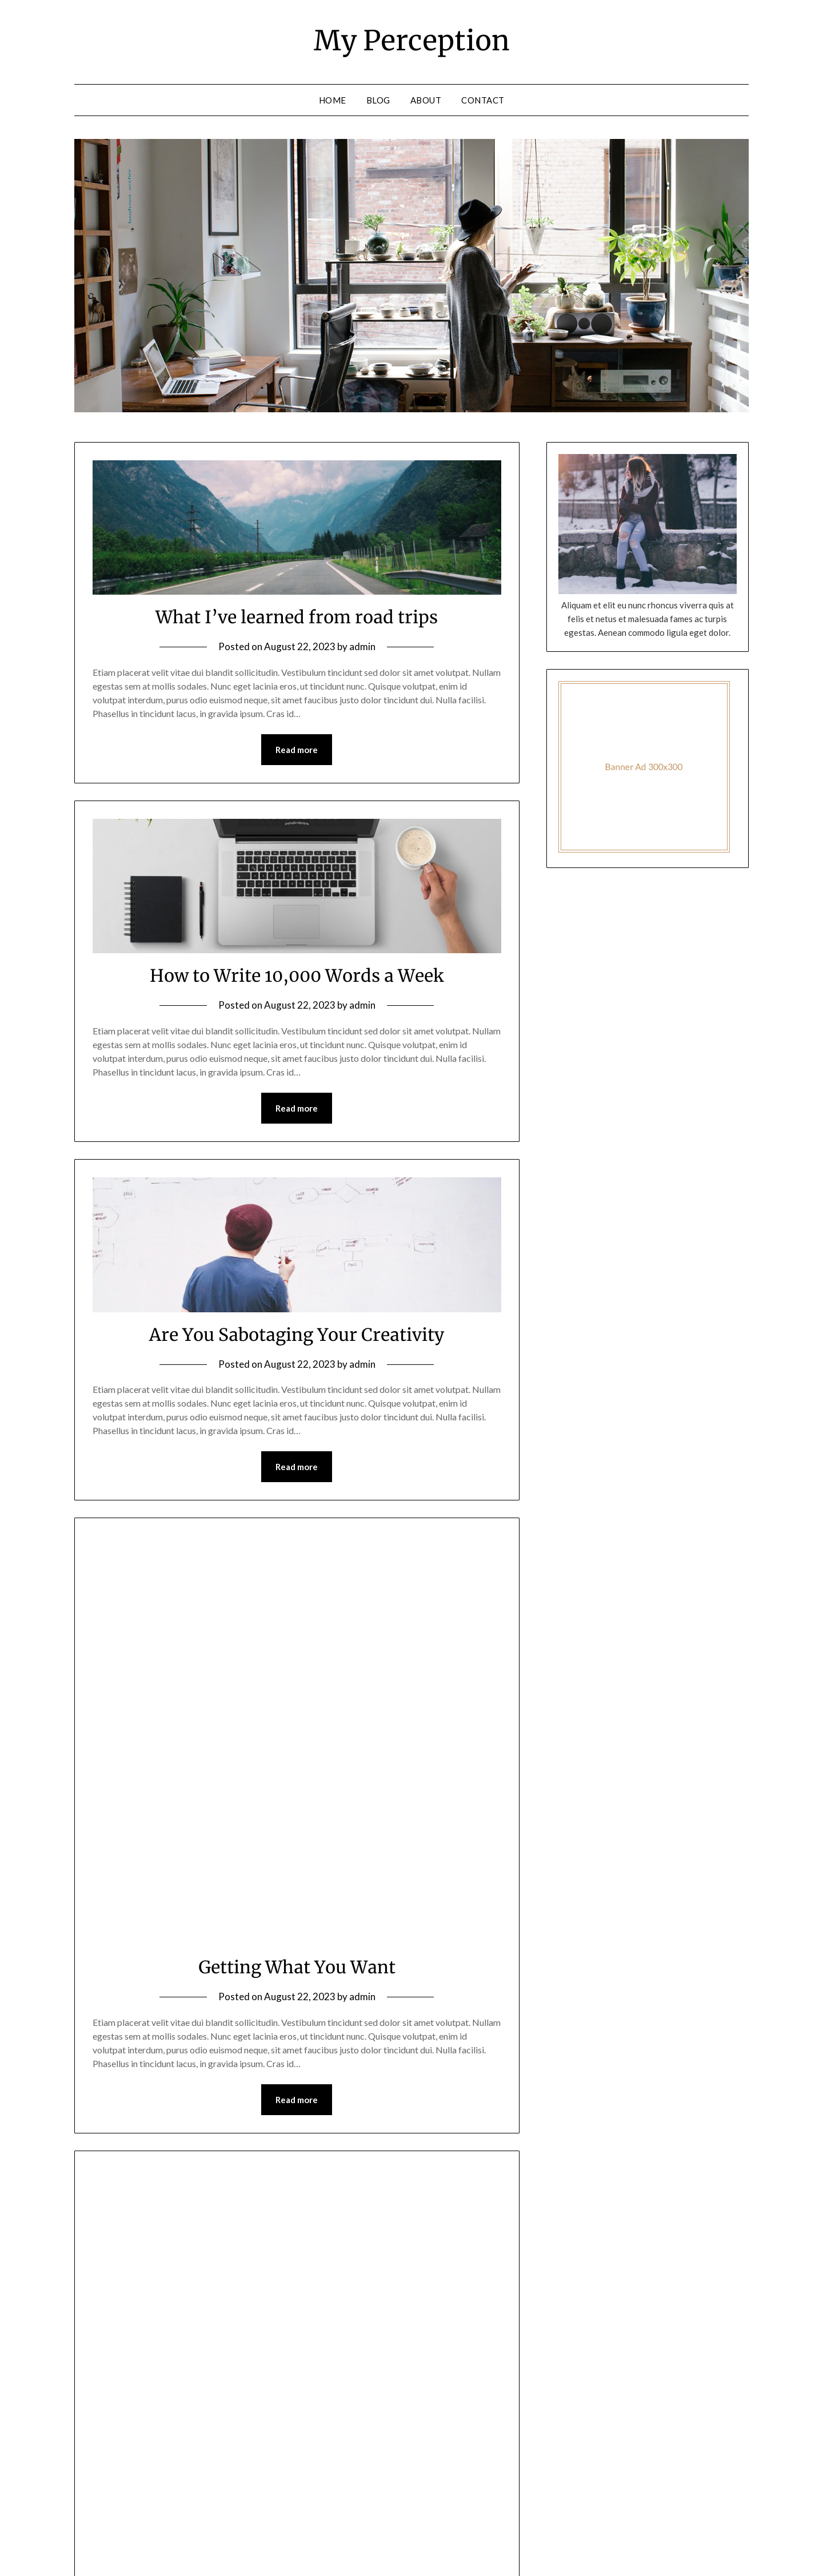 My Perception
HOME BLOG ABOUT CONTACT
What I’ve learned from road trips
Posted on August 22, 2023 by admin
Etiam placerat velit vitae dui blandit sollicitudin. Vestibulum tincidunt sed dolor sit amet volutpat. Nullam
egestas sem at mollis sodales. Nunc eget lacinia eros, ut tincidunt nunc. Quisque volutpat, enim id
volutpat interdum, purus odio euismod neque, sit amet faucibus justo dolor tincidunt dui. Nulla facilisi.
Phasellus in tincidunt lacus, in gravida ipsum. Cras id…
Read more
How to Write 10,000 Words a Week
Posted on August 22, 2023 by admin
Etiam placerat velit vitae dui blandit sollicitudin. Vestibulum tincidunt sed dolor sit amet volutpat. Nullam
egestas sem at mollis sodales. Nunc eget lacinia eros, ut tincidunt nunc. Quisque volutpat, enim id
volutpat interdum, purus odio euismod neque, sit amet faucibus justo dolor tincidunt dui. Nulla facilisi.
Phasellus in tincidunt lacus, in gravida ipsum. Cras id…
Read more
Are You Sabotaging Your Creativity
Posted on August 22, 2023 by admin
Etiam placerat velit vitae dui blandit sollicitudin. Vestibulum tincidunt sed dolor sit amet volutpat. Nullam
egestas sem at mollis sodales. Nunc eget lacinia eros, ut tincidunt nunc. Quisque volutpat, enim id
volutpat interdum, purus odio euismod neque, sit amet faucibus justo dolor tincidunt dui. Nulla facilisi.
Phasellus in tincidunt lacus, in gravida ipsum. Cras id…
Read more
Getting What You Want
Posted on August 22, 2023 by admin
Etiam placerat velit vitae dui blandit sollicitudin. Vestibulum tincidunt sed dolor sit amet volutpat. Nullam
egestas sem at mollis sodales. Nunc eget lacinia eros, ut tincidunt nunc. Quisque volutpat, enim id
volutpat interdum, purus odio euismod neque, sit amet faucibus justo dolor tincidunt dui. Nulla facilisi.
Phasellus in tincidunt lacus, in gravida ipsum. Cras id…
Read more
Aliquam et elit eu nunc rhoncus viverra quis at
felis et netus et malesuada fames ac turpis
egestas. Aenean commodo ligula eget dolor.
Banner Ad 300x300